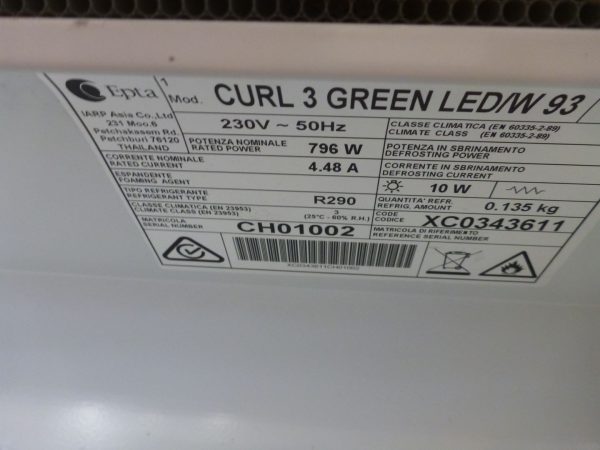 Epta
IARP Asia Co.,Ltd
231 Moo.6
Petchakasem Rd.
Petchburi 76120
THAILAND
1
Mod. CURL 3 GREEN LED/W 93
230V ~ 50Hz
CLASSE CLIMATICA (EN 60335-2-89)
CLIMATE CLASS (EN 60335-2-89)
POTENZA NOMINALE
RATED POWER 796 W
POTENZA IN SBRINAMENTO
DEFROSTING POWER
CORRENTE NOMINALE
RATED CURRENT 4.48 A
CORRENTE IN SBRINAMENTO
DEFROSTING CURRENT
ESPANDENTE
FOAMING AGENT
10 W
TIPO REFRIGERANTE
REFRIGERANT TYPE R290
QUANTITA' REFR.
REFRIG. AMOUNT 0.135 kg
CLASSE CLIMATICA (EN 23953)
CLIMATE CLASS (EN 23953)
3
(25°C - 60% R.H.)
CODE
CODICE XC0343611
MATRICOLA
SERIAL NUMBER CH01002
MATRICOLA DI RIFERIMENTO
REFERENCE SERIAL NUMBER
XC0343611CH01002